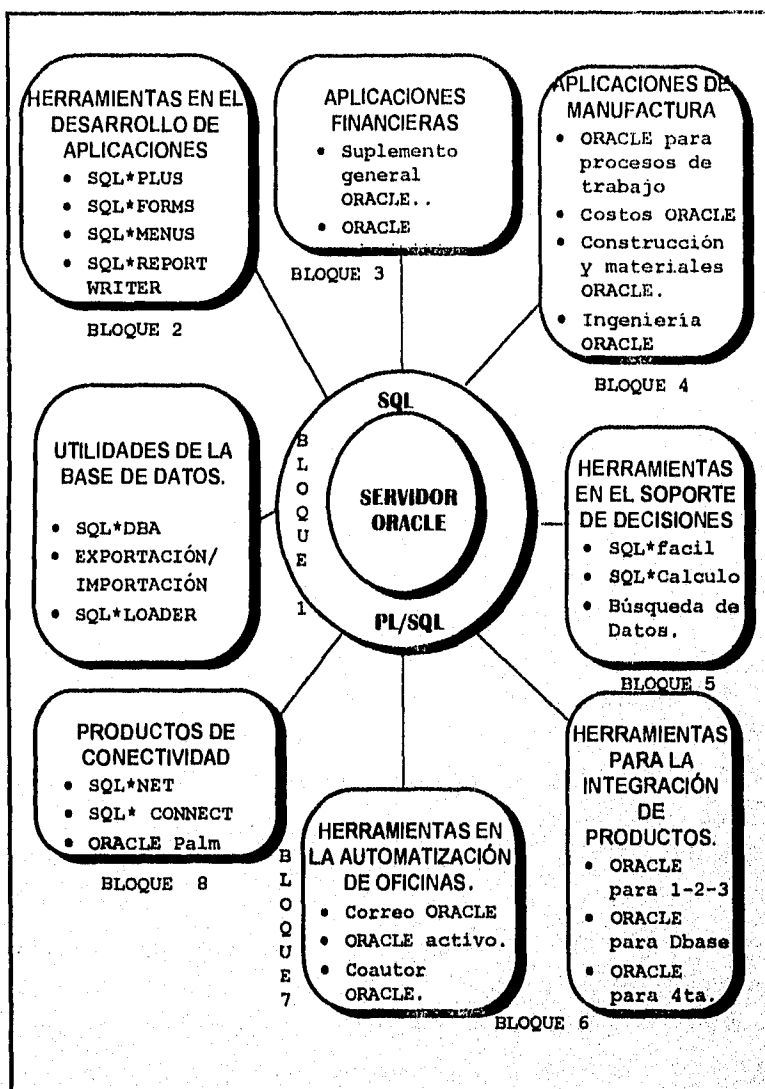 HERRAMIENTAS EN EL
DESARROLLO DE
APLICACIONES
• SQL*PLUS
• SQL*FORMS
• SQL*MENUS
• SQL*REPORT
WRITER
BLOQUE 2
APLICACIONES
FINANCIERAS
• Suplemento
general
ORACLE..
• ORACLE
BLOQUE 3
APLICACIONES DE
MANUFACTURA
• ORACLE para
procesos de
trabajo
• Costos ORACLE
• Construcción
y materiales
ORACLE.
• Ingeniería
ORACLE
BLOQUE 4
UTILIDADES DE LA
BASE DE DATOS.
• SQL*DBA
• EXPORTACIÓN/
IMPORTACIÓN
• SQL*LOADER
BLOQUE 1
SQL
SERVIDOR
ORACLE
PL/SQL
HERRAMIENTAS
EN EL SOPORTE
DE DECISIONES
• SQL*facil
• SQL*Calculo
• Búsqueda de
Datos.
BLOQUE 5
PRODUCTOS DE
CONECTIVIDAD
• SQL*NET
• SQL* CONNECT
• ORACLE Palm
BLOQUE 8
BLOQUE 7
HERRAMIENTAS EN
LA AUTOMATIZACIÓN
DE OFICINAS.
• Correo ORACLE
• ORACLE activo.
• Coautor
ORACLE.
HERRAMIENTAS
PARA LA
INTEGRACIÓN
DE
PRODUCTOS.
• ORACLE
para 1-2-3
• ORACLE
para Dbase
• ORACLE
para 4ta.
BLOQUE 6